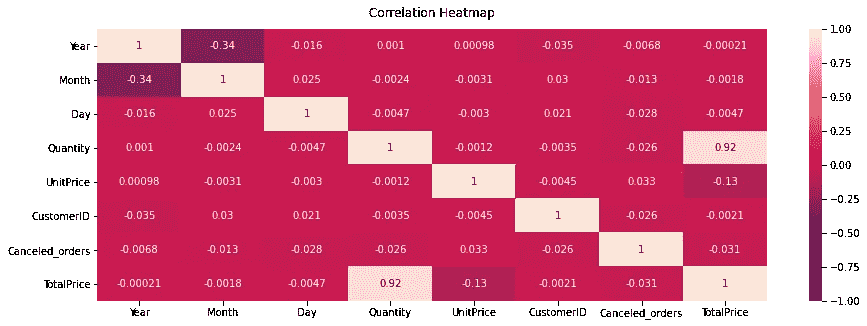 Correlation Heatmap
Year 1 -0.34 -0.016 0.001 0.00098 -0.035 -0.0068 -0.00021
Month -0.34 1 0.025 -0.0024 -0.0031 0.03 -0.013 -0.0018
Day -0.016 0.025 1 -0.0047 -0.003 0.021 -0.028 -0.0047
Quantity 0.001 -0.0024 -0.0047 1 -0.0012 -0.0035 -0.026 0.92
UnitPrice 0.00098 -0.0031 -0.003 -0.0012 1 -0.0045 0.033 -0.13
CustomerID -0.035 0.03 0.021 -0.0035 -0.0045 1 -0.026 -0.0021
Canceled_orders -0.0068 -0.013 -0.028 -0.026 0.033 -0.026 1 -0.031
TotalPrice -0.00021 -0.0018 -0.0047 0.92 -0.13 -0.0021 -0.031 1
Year Month Day Quantity UnitPrice CustomerID Canceled_orders TotalPrice
1.00
0.75
0.50
0.25
0.00
-0.25
-0.50
-0.75
-1.00